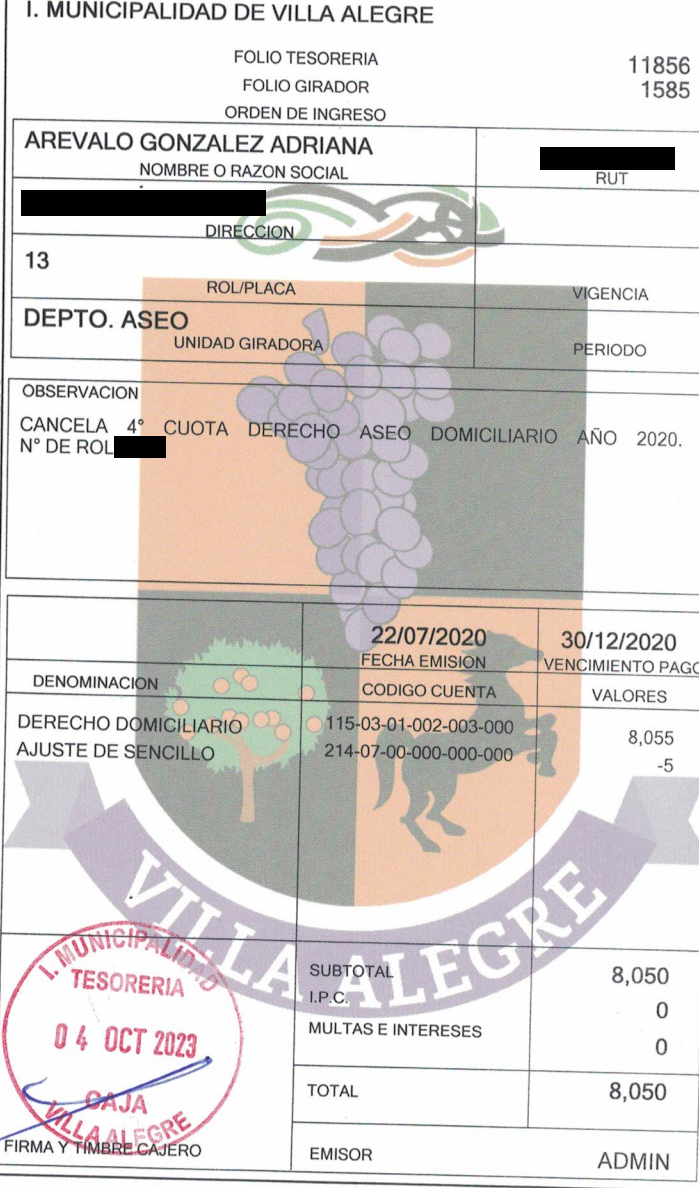 I. MUNICIPALIDAD DE VILLA ALEGRE
FOLIO TESORERIA 11856
FOLIO GIRADOR 1585
ORDEN DE INGRESO
AREVALO GONZALEZ ADRIANA
NOMBRE O RAZON SOCIAL RUT
DIRECCION
13
ROL/PLACA VIGENCIA
DEPTO. ASEO
UNIDAD GIRADORA PERIODO
OBSERVACION
CANCELA 4° CUOTA DERECHO ASEO DOMICILIARIO AÑO 2020.
N° DE ROL
22/07/2020 30/12/2020
FECHA EMISION VENCIMIENTO PAGO
DENOMINACION CODIGO CUENTA VALORES
DERECHO DOMICILIARIO 115-03-01-002-003-000 8,055
AJUSTE DE SENCILLO 214-07-00-000-000-000 -5
VILLA ALEGRE
I. MUNICIPALIDAD
TESORERIA
04 OCT 2023
CAJA
VILLA ALEGRE
FIRMA Y TIMBRE CAJERO
SUBTOTAL 8,050
I.P.C. 0
MULTAS E INTERESES 0
TOTAL 8,050
EMISOR ADMIN